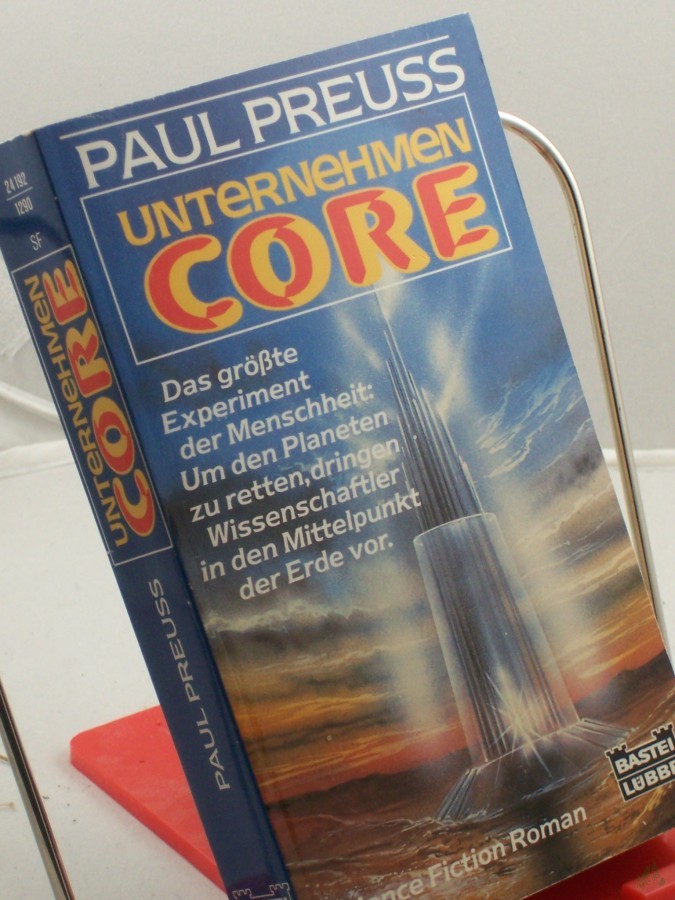 PAUL PREUSS
UNTERNEHMEN
CORE
Das größte
Experiment
der Menschheit:
Um den Planeten
zu retten, dringen
Wissenschaftler
in den Mittelpunkt
der Erde vor.
BASTEI
LÜBBE
ence Fiction Roman
24192
1290
SF
UNTERNEHMEN
CORE
PAUL PREUSS